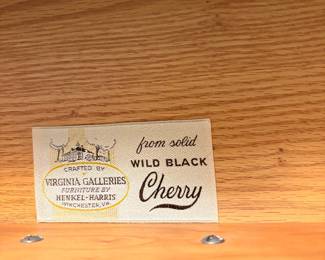 CRAFTED BY
VIRGINIA GALLERIES
FURNITURE BY
HENKEL-HARRIS
WINCHESTER, VA.
from solid
WILD BLACK
Cherry